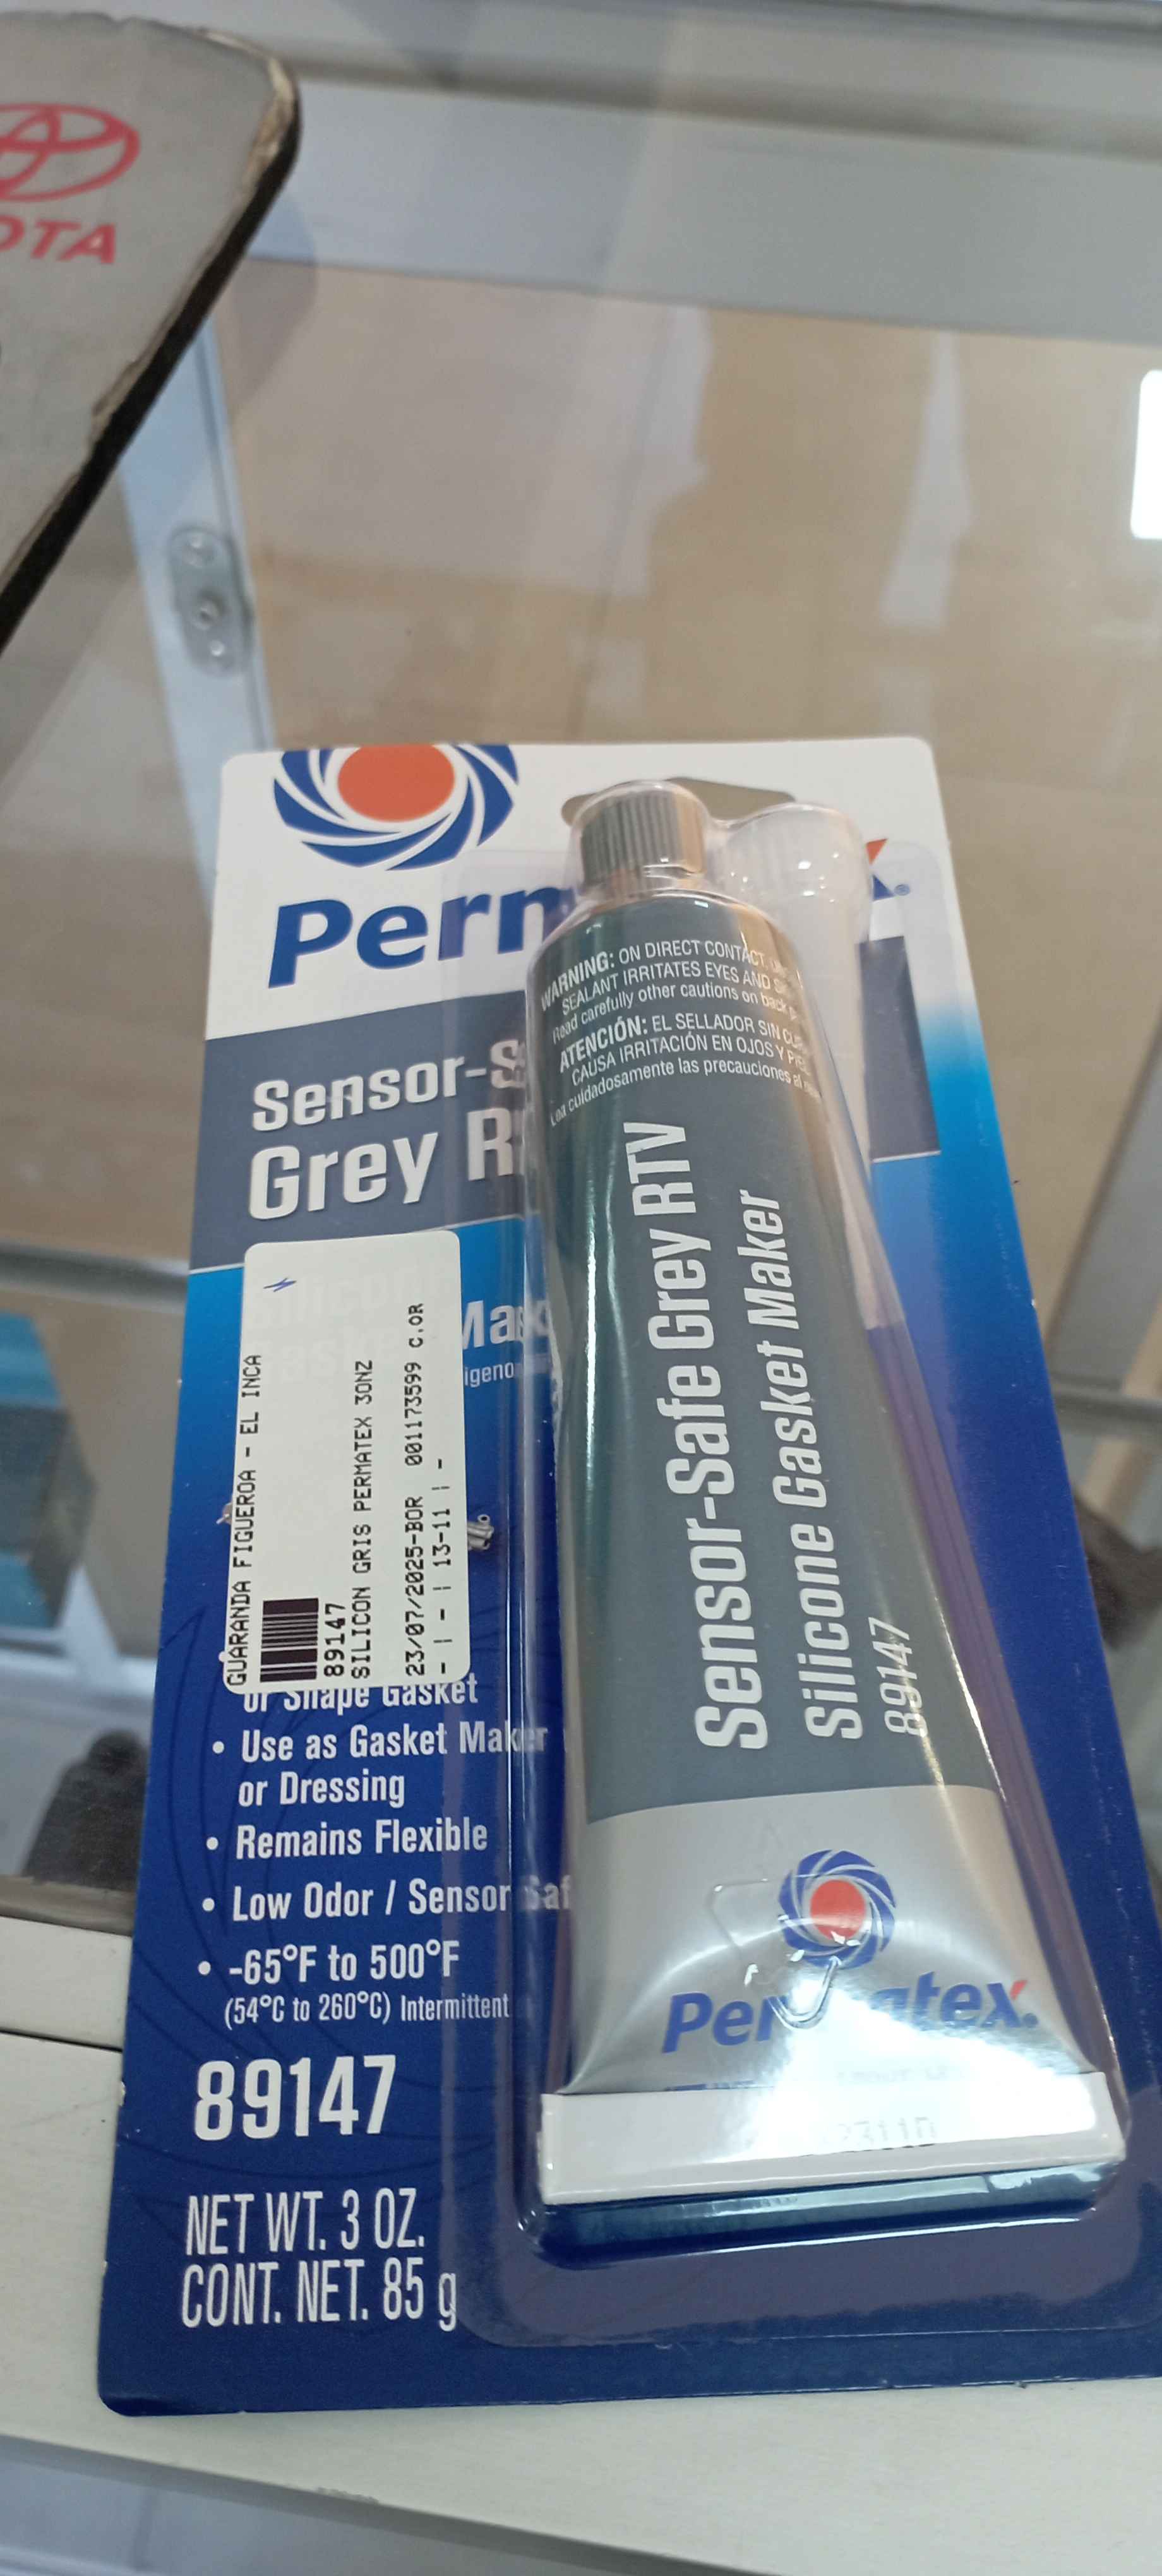 OTA
Perm
Sensor-S
Grey R
Mak
GUARANDA FIGUEROA - EL INCA
89147
SILICON GRIS PERMATEX 3ONZ
23/07/2025-BOR 001173599 C.OR
- | - | 13-11 | -
or Shape Gasket
• Use as Gasket Maker
or Dressing
• Remains Flexible
• Low Odor / Sensor Saf
• -65°F to 500°F
(54°C to 260°C) Intermittent
89147
NET WT. 3 OZ.
CONT. NET. 85 g
WARNING: ON DIRECT CONTACT,
SEALANT IRRITATES EYES AND
Read carefully other cautions on back
ATENCIÓN: EL SELLADOR SIN
CAUSA IRRITACIÓN EN OJOS Y PIEL
Lea cuidadosamente las precauciones al
Sensor-Safe Grey RTV
Silicone Gasket Maker
89147
Permatex.